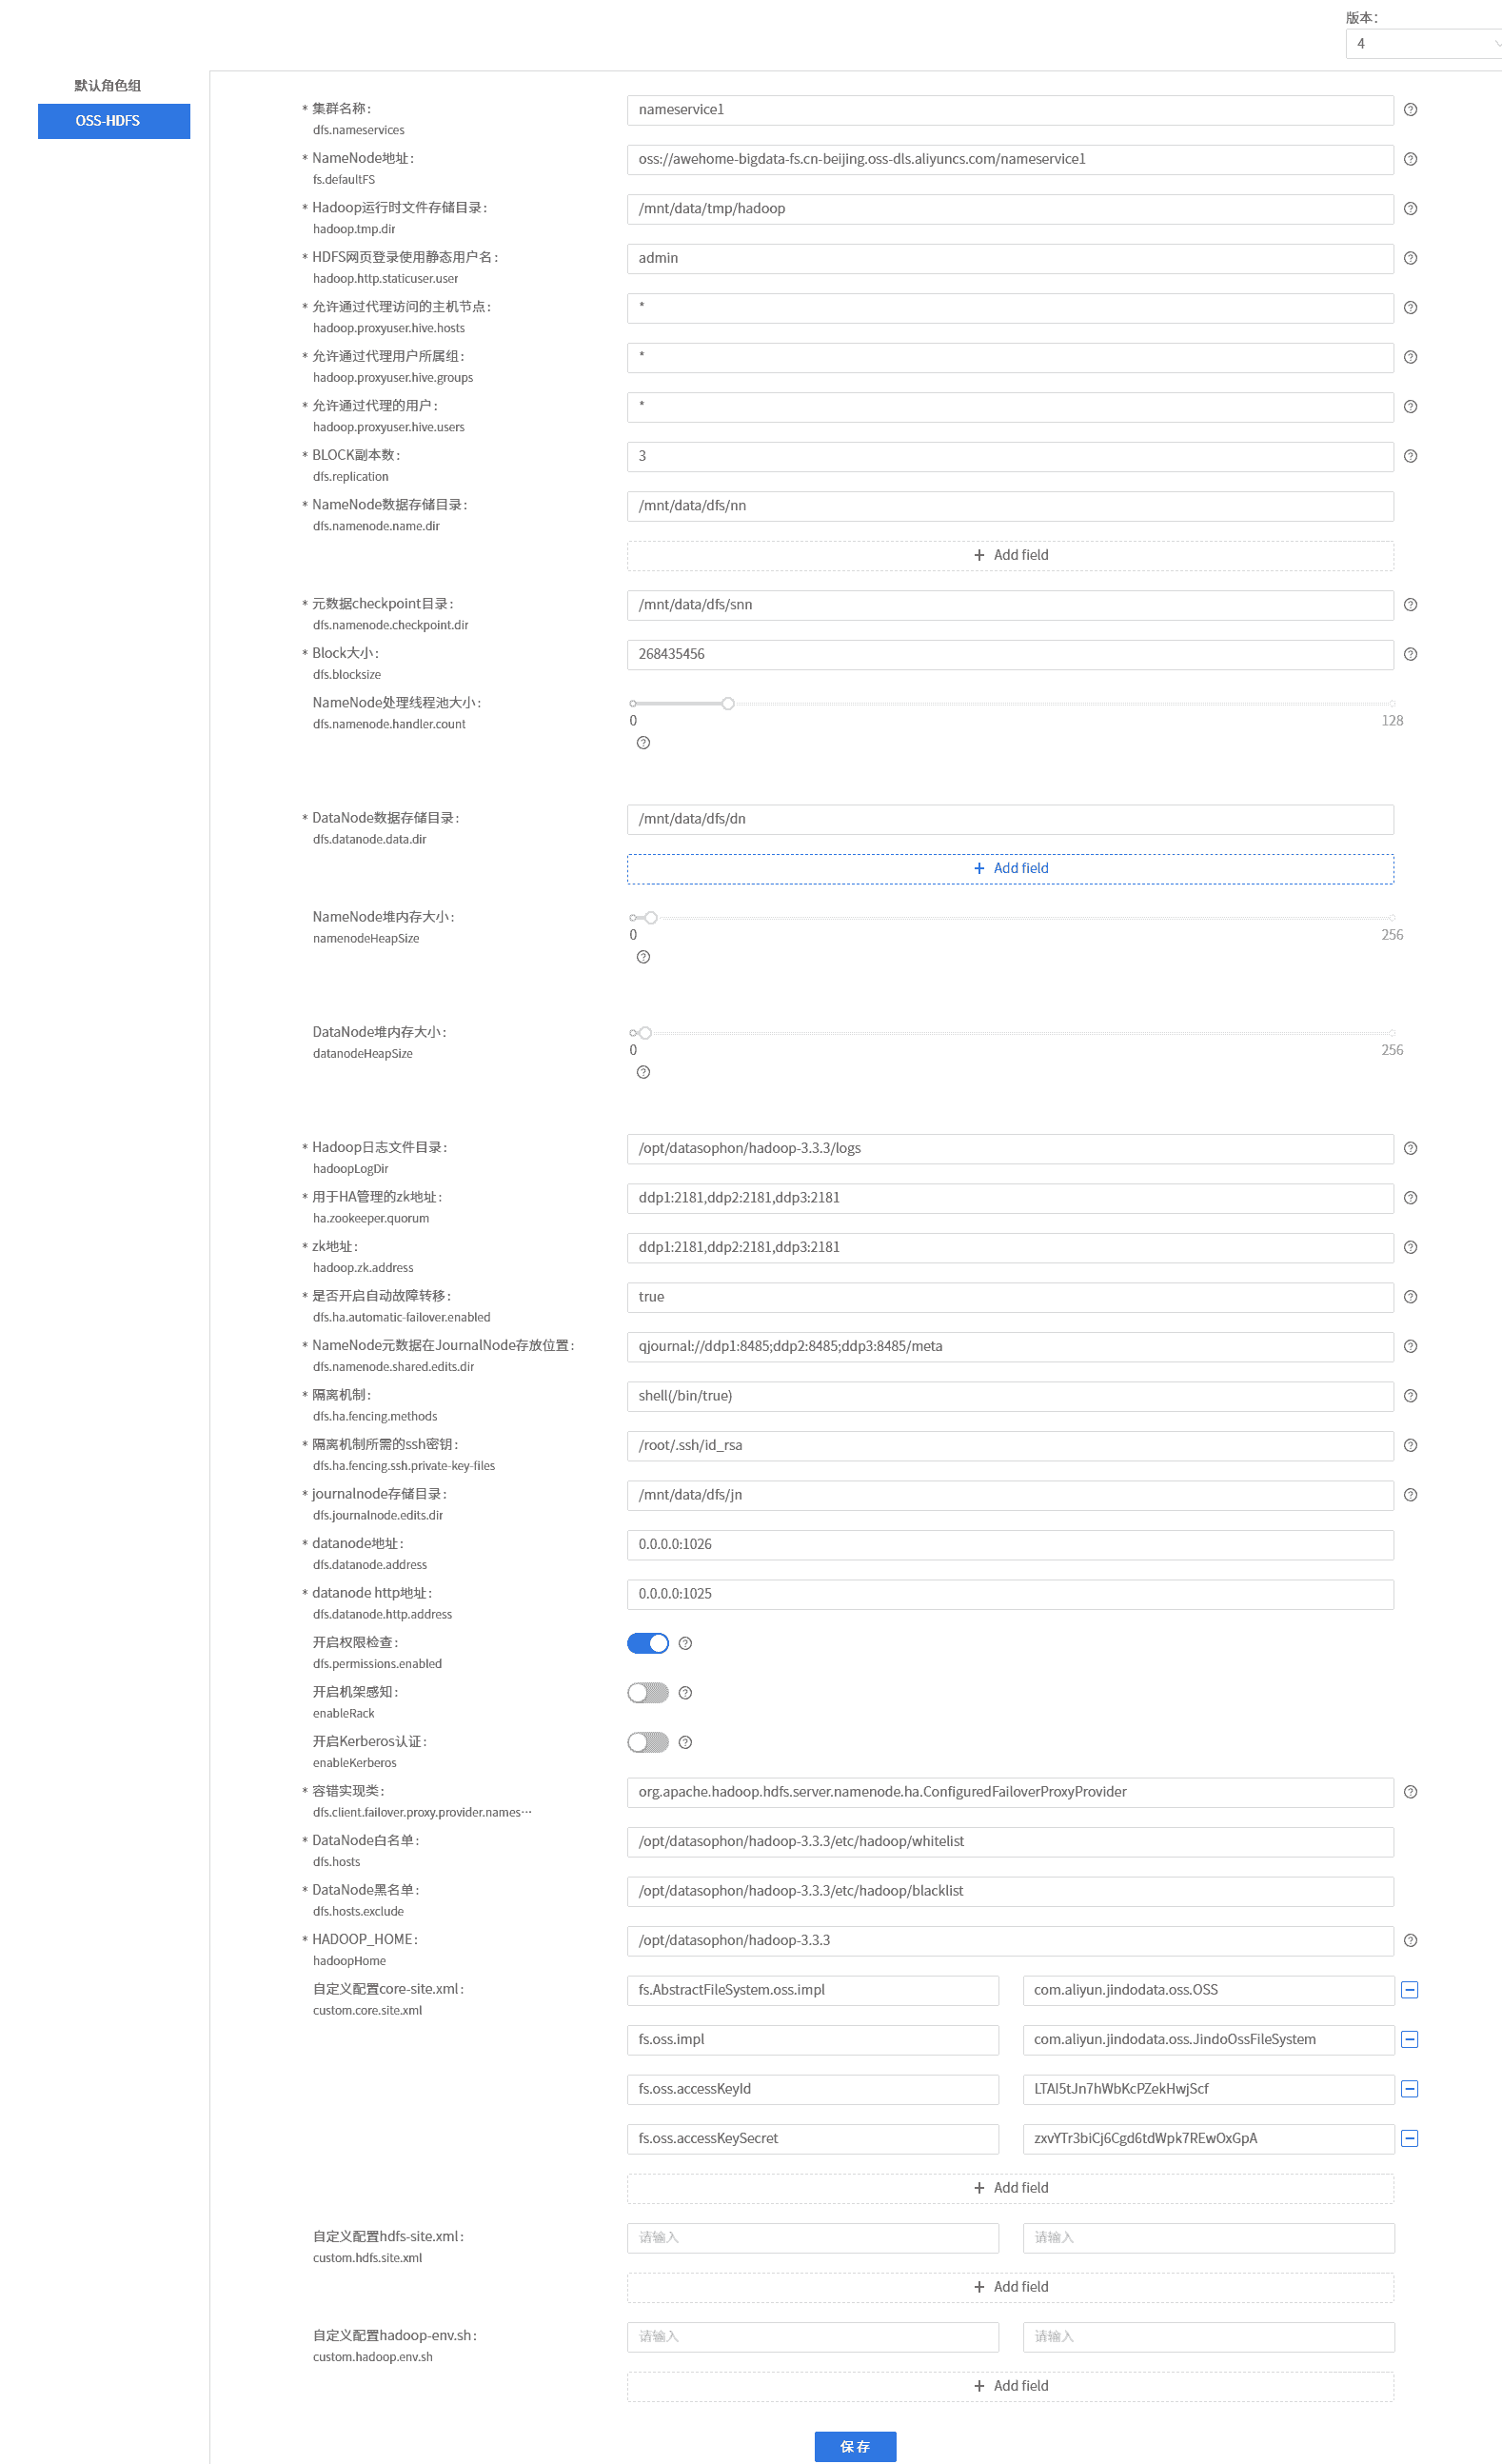 版本：
4
默认角色组
OSS-HDFS
* 集群名称：
dfs.nameservices
nameservice1
* NameNode地址：
fs.defaultFS
oss://awehome-bigdata-fs.cn-beijing.oss-dls.aliyuncs.com/nameservice1
* Hadoop运行时文件存储目录：
hadoop.tmp.dir
/mnt/data/tmp/hadoop
* HDFS网页登录使用静态用户名：
hadoop.http.staticuser.user
admin
* 允许通过代理访问的主机节点：
hadoop.proxyuser.hive.hosts
*
* 允许通过代理用户所属组：
hadoop.proxyuser.hive.groups
*
* 允许通过代理的用户：
hadoop.proxyuser.hive.users
*
* BLOCK副本数：
dfs.replication
3
* NameNode数据存储目录：
dfs.namenode.name.dir
/mnt/data/dfs/nn
+ Add field
* 元数据checkpoint目录：
dfs.namenode.checkpoint.dir
/mnt/data/dfs/snn
* Block大小：
dfs.blocksize
268435456
NameNode处理线程池大小：
dfs.namenode.handler.count
0 128
* DataNode数据存储目录：
dfs.datanode.data.dir
/mnt/data/dfs/dn
+ Add field
NameNode堆内存大小：
namenodeHeapSize
0 256
DataNode堆内存大小：
datanodeHeapSize
0 256
* Hadoop日志文件目录：
hadoopLogDir
/opt/datasophon/hadoop-3.3.3/logs
* 用于HA管理的zk地址：
ha.zookeeper.quorum
ddp1:2181,ddp2:2181,ddp3:2181
* zk地址：
hadoop.zk.address
ddp1:2181,ddp2:2181,ddp3:2181
* 是否开启自动故障转移：
dfs.ha.automatic-failover.enabled
true
* NameNode元数据在JournalNode存放位置：
dfs.namenode.shared.edits.dir
qjournal://ddp1:8485;ddp2:8485;ddp3:8485/meta
* 隔离机制：
dfs.ha.fencing.methods
shell(/bin/true)
* 隔离机制所需的ssh密钥：
dfs.ha.fencing.ssh.private-key-files
/root/.ssh/id_rsa
* journalnode存储目录：
dfs.journalnode.edits.dir
/mnt/data/dfs/jn
* datanode地址：
dfs.datanode.address
0.0.0.0:1026
* datanode http地址：
dfs.datanode.http.address
0.0.0.0:1025
开启权限检查：
dfs.permissions.enabled
开启机架感知：
enableRack
开启Kerberos认证：
enableKerberos
* 容错实现类：
dfs.client.failover.proxy.provider.names…
org.apache.hadoop.hdfs.server.namenode.ha.ConfiguredFailoverProxyProvider
* DataNode白名单：
dfs.hosts
/opt/datasophon/hadoop-3.3.3/etc/hadoop/whitelist
* DataNode黑名单：
dfs.hosts.exclude
/opt/datasophon/hadoop-3.3.3/etc/hadoop/blacklist
* HADOOP_HOME：
hadoopHome
/opt/datasophon/hadoop-3.3.3
自定义配置core-site.xml：
custom.core.site.xml
fs.AbstractFileSystem.oss.impl com.aliyun.jindodata.oss.OSS
fs.oss.impl com.aliyun.jindodata.oss.JindoOssFileSystem
fs.oss.accessKeyId LTAI5tJn7hWbKcPZekHwjScf
fs.oss.accessKeySecret zxvYTr3biCj6Cgd6tdWpk7REwOxGpA
+ Add field
自定义配置hdfs-site.xml：
custom.hdfs.site.xml
请输入 请输入
+ Add field
自定义配置hadoop-env.sh：
custom.hadoop.env.sh
请输入 请输入
+ Add field
保 存